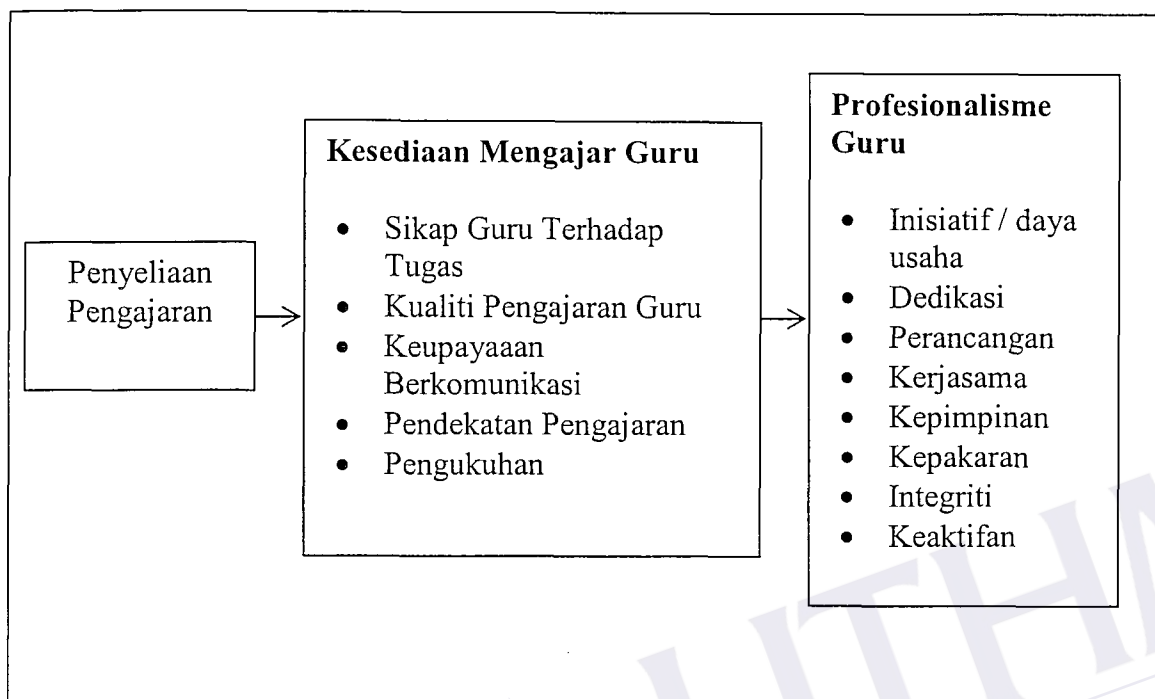 Penyeliaan
Pengajaran
Kesediaan Mengajar Guru
• Sikap Guru Terhadap
Tugas
• Kualiti Pengajaran Guru
• Keupayaaan
Berkomunikasi
• Pendekatan Pengajaran
• Pengukuhan
Profesionalisme
Guru
• Inisiatif / daya
usaha
• Dedikasi
• Perancangan
• Kerjasama
• Kepimpinan
• Kepakaran
• Integriti
• Keaktifan